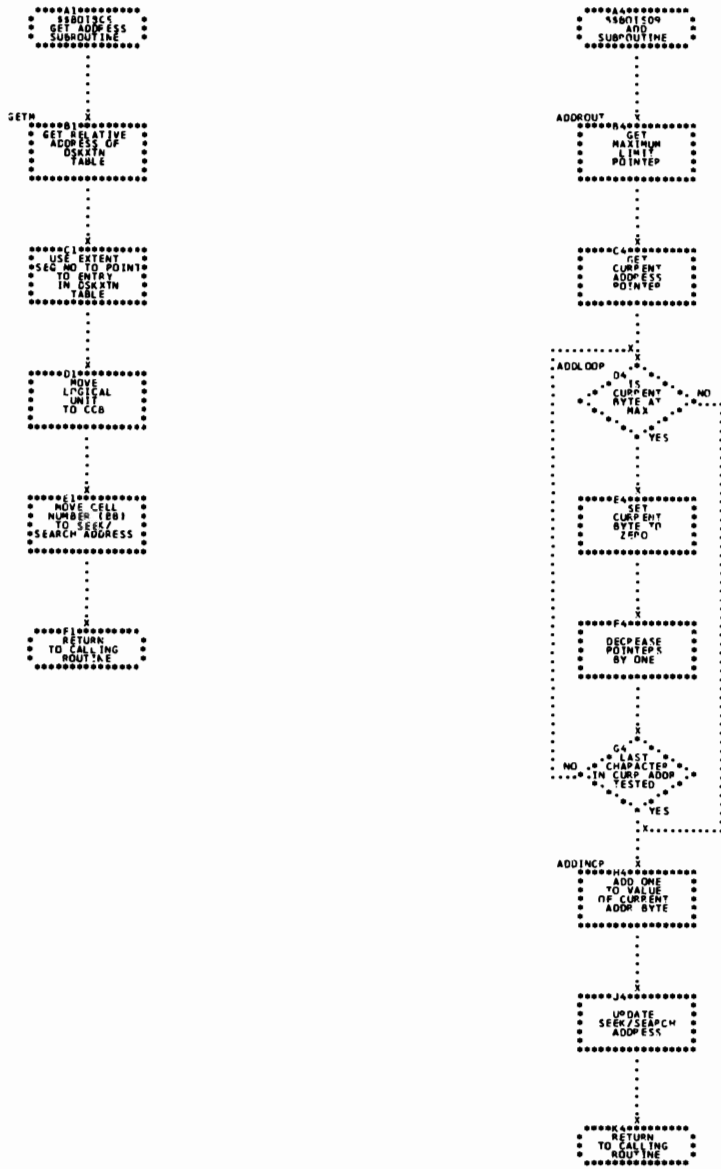 A1
GET ADDRESS
SUBROUTINE
GETM
B1
GET RELATIVE
ADDRESS OF
DSKXTN
TABLE
C1
USE EXTENT
SEQ NO TO POINT
TO ENTRY
IN DSKXTN
TABLE
D1
MOVE
LOGICAL
UNIT
TO CCB
E1
MOVE CELL
NUMBER (BB)
TO SEEK/
SEARCH ADDRESS
F1
RETURN
TO CALLING
ROUTINE
A4
ADD
SUBROUTINE
ADDROUT
B4
GET
MAXIMUM
LIMIT
POINTER
C4
GET
CURRENT
ADDRESS
POINTER
ADDLOOP
D4
IS
CURRENT
BYTE AT
MAX
NO
YES
E4
SET
CURRENT
BYTE TO
ZERO
F4
DECREASE
POINTERS
BY ONE
G4
LAST
CHARACTER
IN CURR ADDR
TESTED
NO
YES
ADDINCR
H4
ADD ONE
TO VALUE
OF CURRENT
ADDR BYTE
J4
UPDATE
SEEK/SEARCH
ADDRESS
K4
RETURN
TO CALLING
ROUTINE